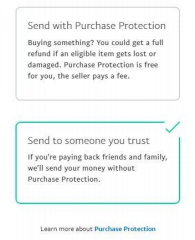 Send with Purchase Protection
Buying something? You could get a full
refund if an eligible item gets lost or
damaged. Purchase Protection is free
for you, the seller pays a fee.
Send to someone you trust
If you're paying back friends and family,
we'll send your money without
Purchase Protection.
Learn more about Purchase Protection